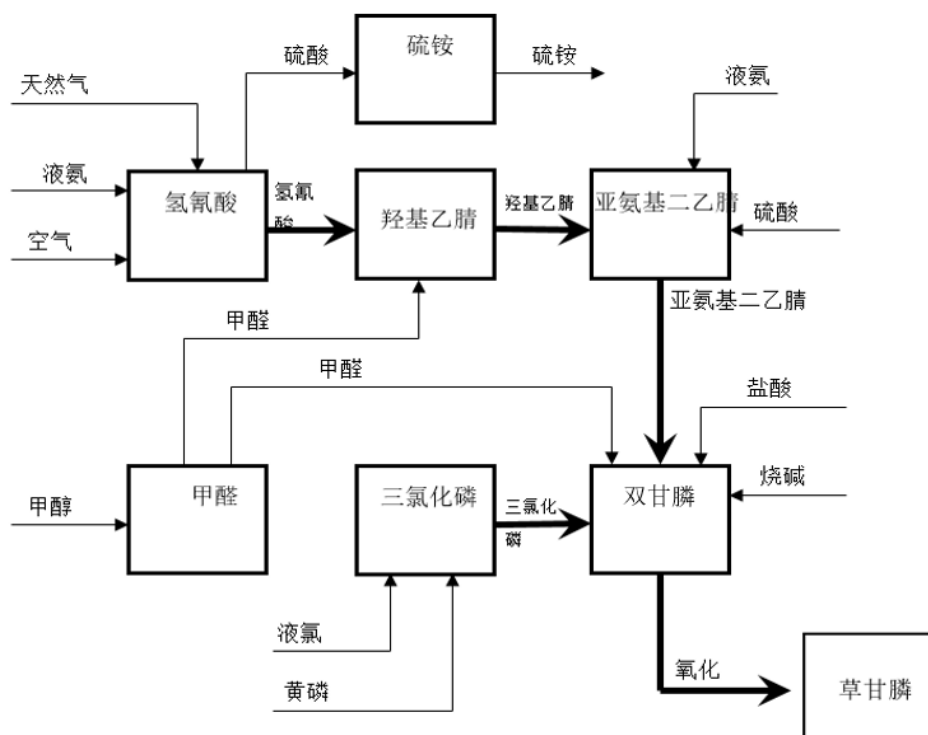 硫酸
硫铵
硫铵
天然气
液氨
液氨
氢氰酸
氢氰
酸
羟基乙腈
羟基乙腈
亚氨基二乙腈
硫酸
空气
甲醛
亚氨基二乙腈
甲醛
盐酸
甲醇
甲醛
三氯化磷
三氯化
磷
双甘膦
烧碱
液氯
黄磷
氧化
草甘膦